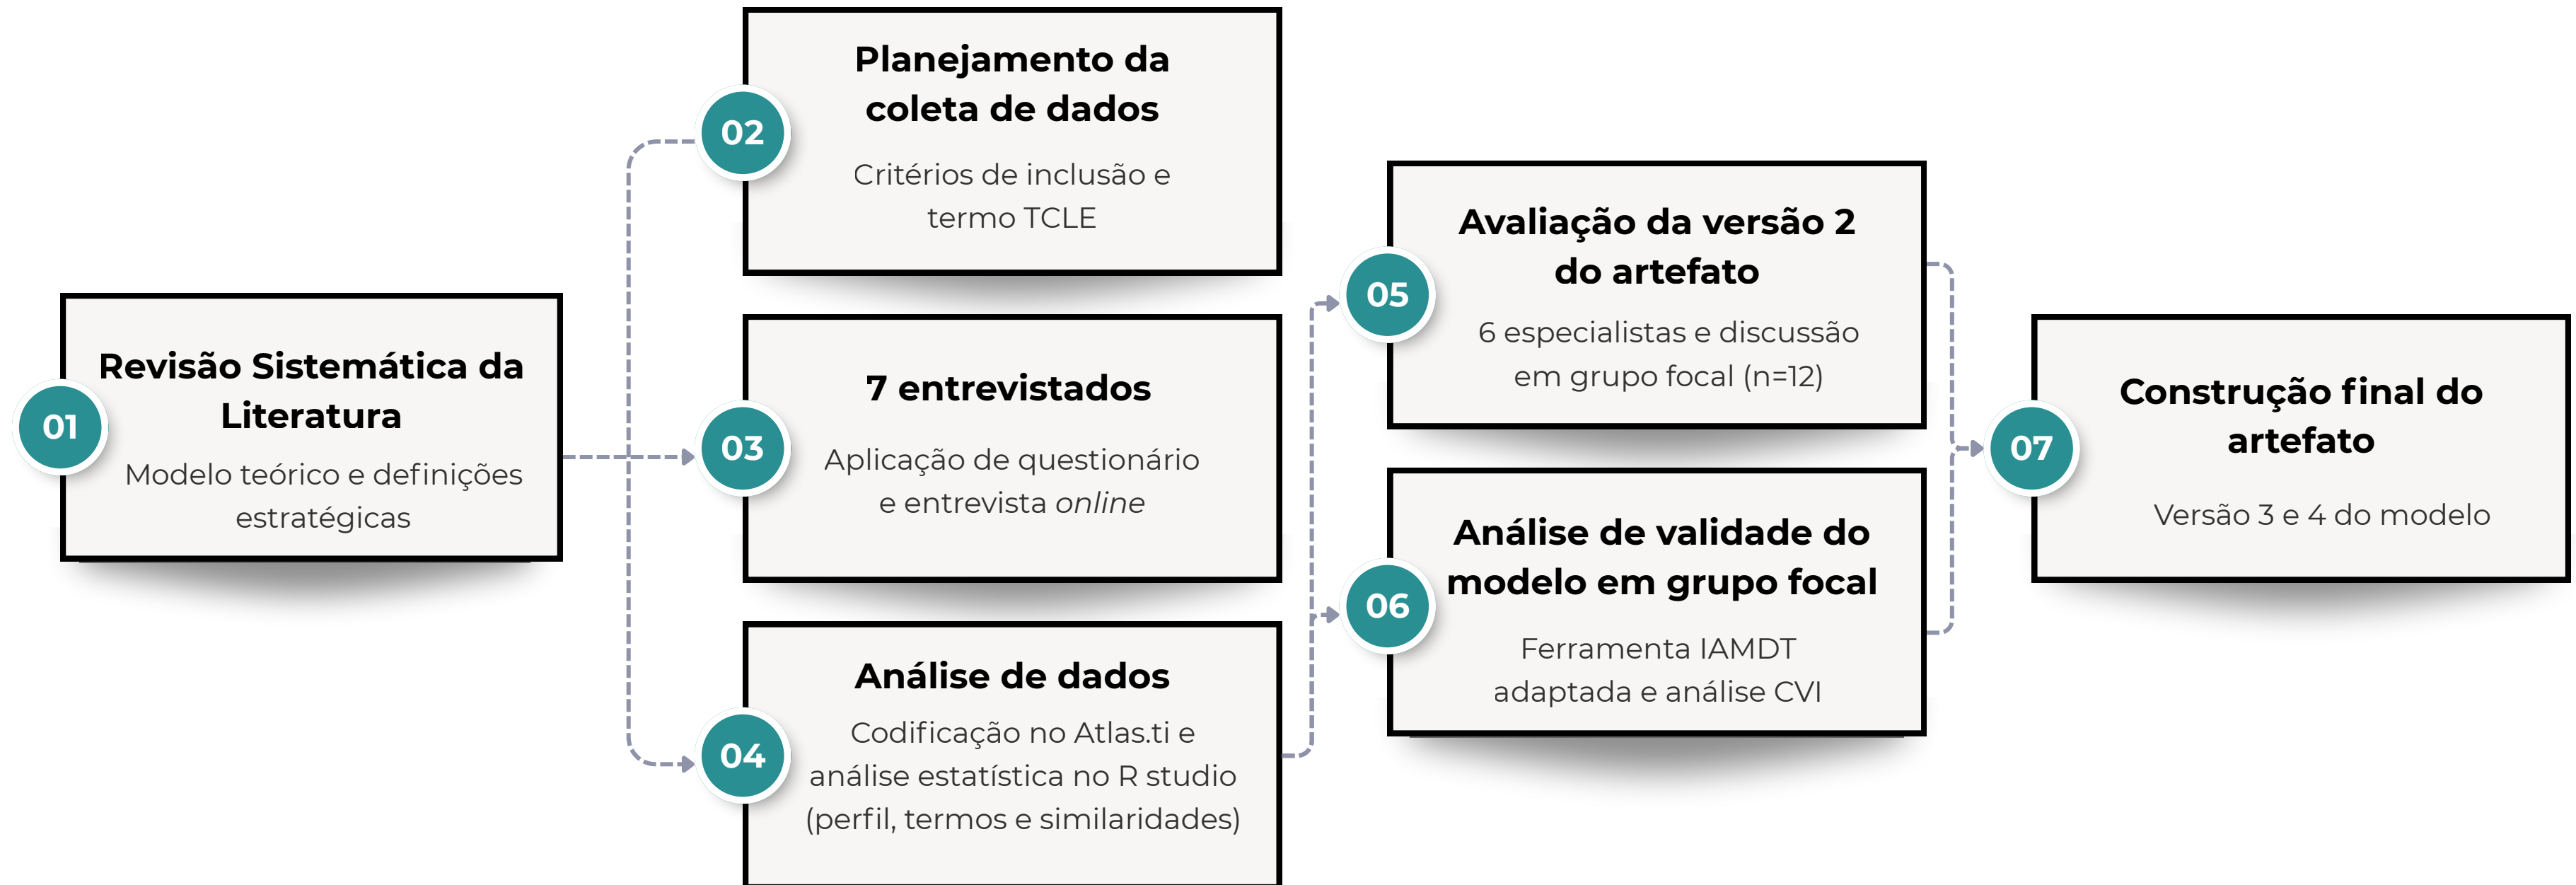 01
Revisão Sistemática da
Literatura
Modelo teórico e definições
estratégicas
02
Planejamento da
coleta de dados
Critérios de inclusão e
termo TCLE
03
7 entrevistados
Aplicação de questionário
e entrevista online
04
Análise de dados
Codificação no Atlas.ti e
análise estatística no R studio
(perfil, termos e similaridades)
05
Avaliação da versão 2
do artefato
6 especialistas e discussão
em grupo focal (n=12)
06
Análise de validade do
modelo em grupo focal
Ferramenta IAMDT
adaptada e análise CVI
07
Construção final do
artefato
Versão 3 e 4 do modelo